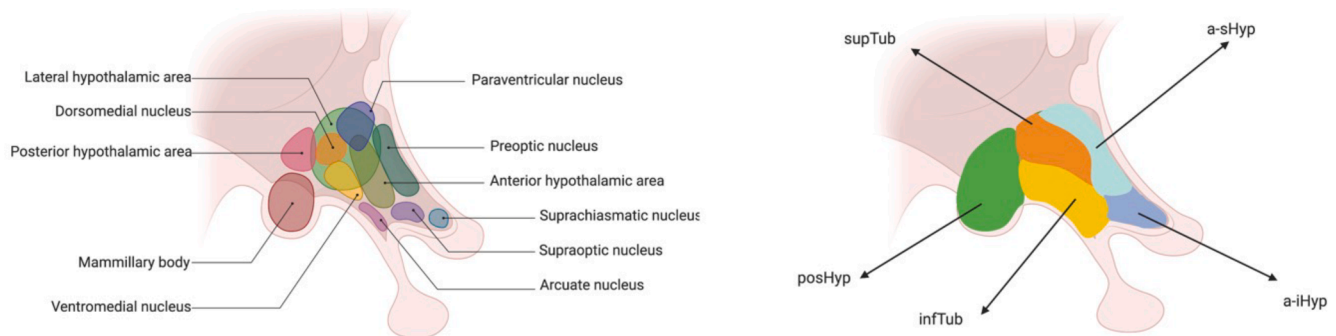 Lateral hypothalamic area
Dorsomedial nucleus
Posterior hypothalamic area
Mammillary body
Ventromedial nucleus
Paraventricular nucleus
Preoptic nucleus
Anterior hypothalamic area
Suprachiasmatic nucleus
Supraoptic nucleus
Arcuate nucleus
supTub
a-sHyp
posHyp
infTub
a-iHyp